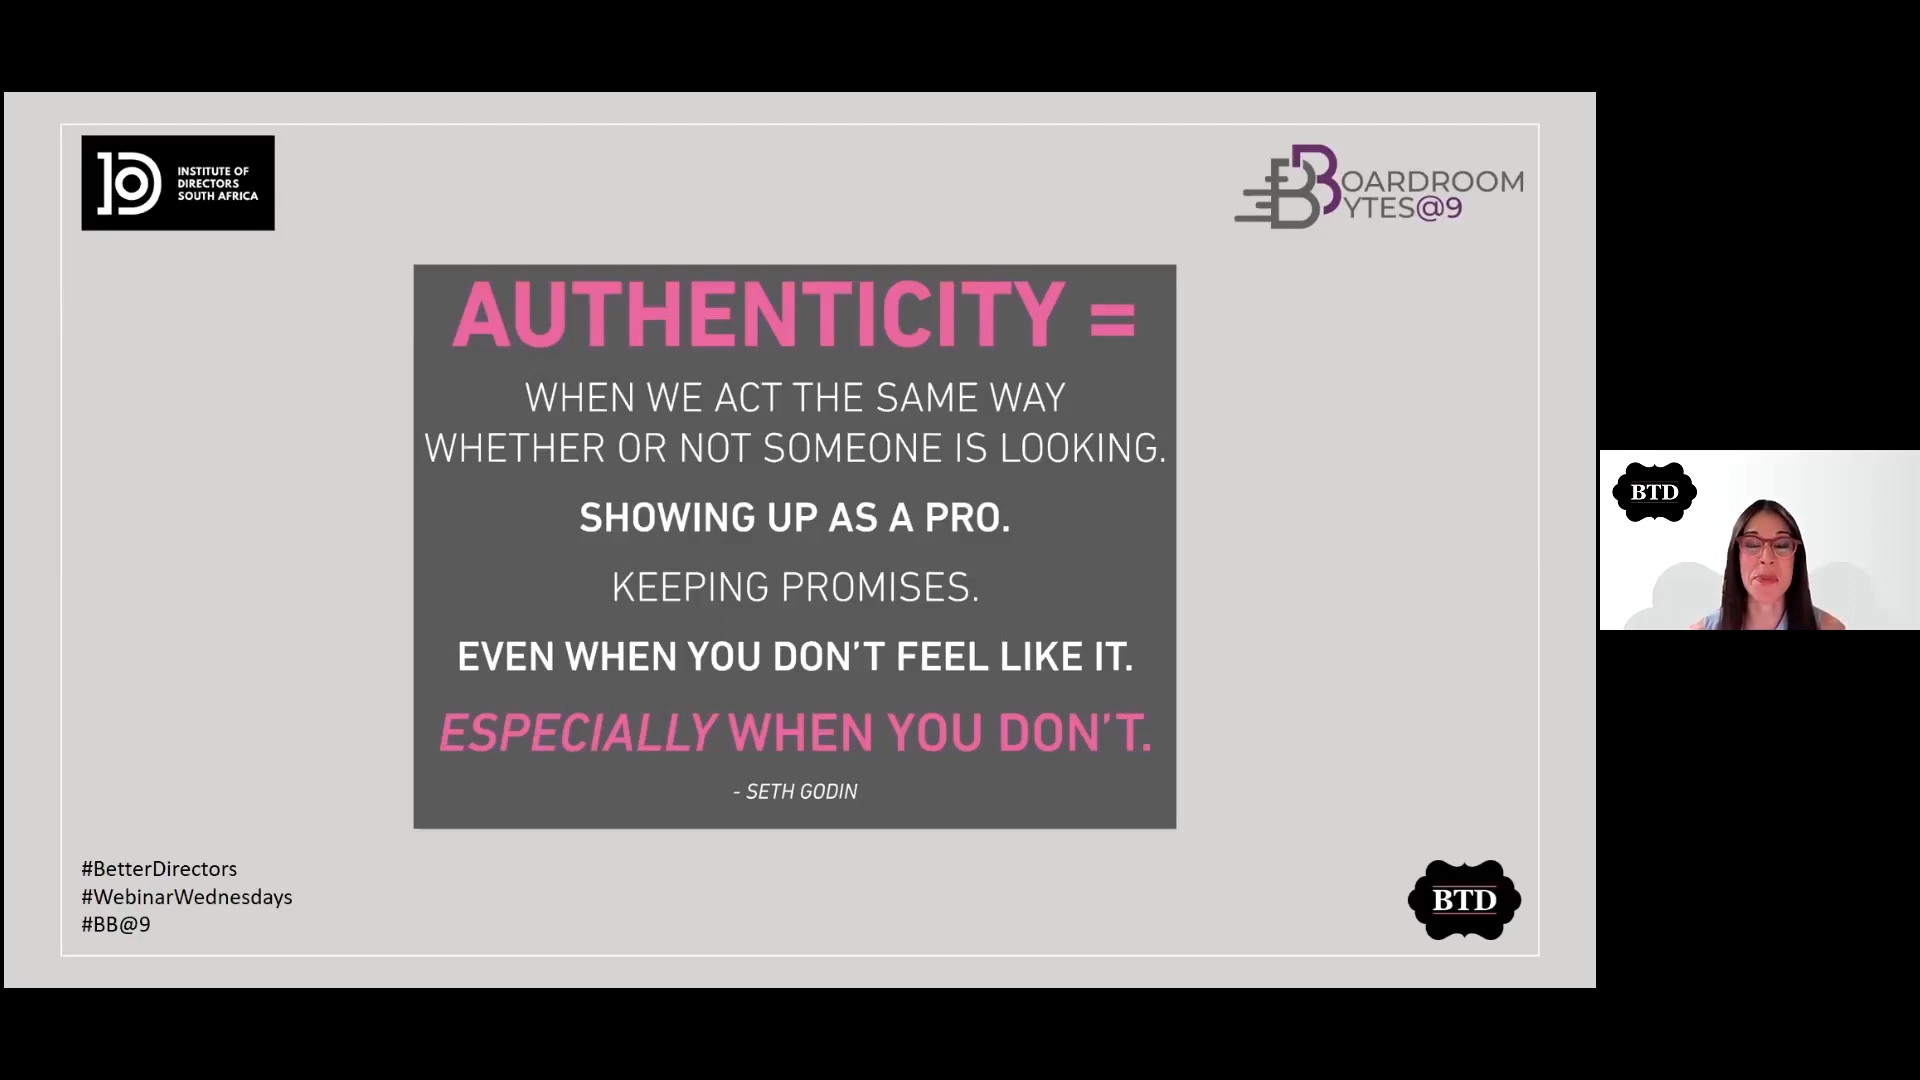 INSTITUTE OF
DIRECTORS
SOUTH AFRICA
BOARDROOM
BYTES@9
AUTHENTICITY =
WHEN WE ACT THE SAME WAY
WHETHER OR NOT SOMEONE IS LOOKING.
SHOWING UP AS A PRO.
KEEPING PROMISES.
EVEN WHEN YOU DON'T FEEL LIKE IT.
ESPECIALLY WHEN YOU DON'T.
- SETH GODIN
#BetterDirectors
#WebinarWednesdays
#BB@9
BTD
BTD